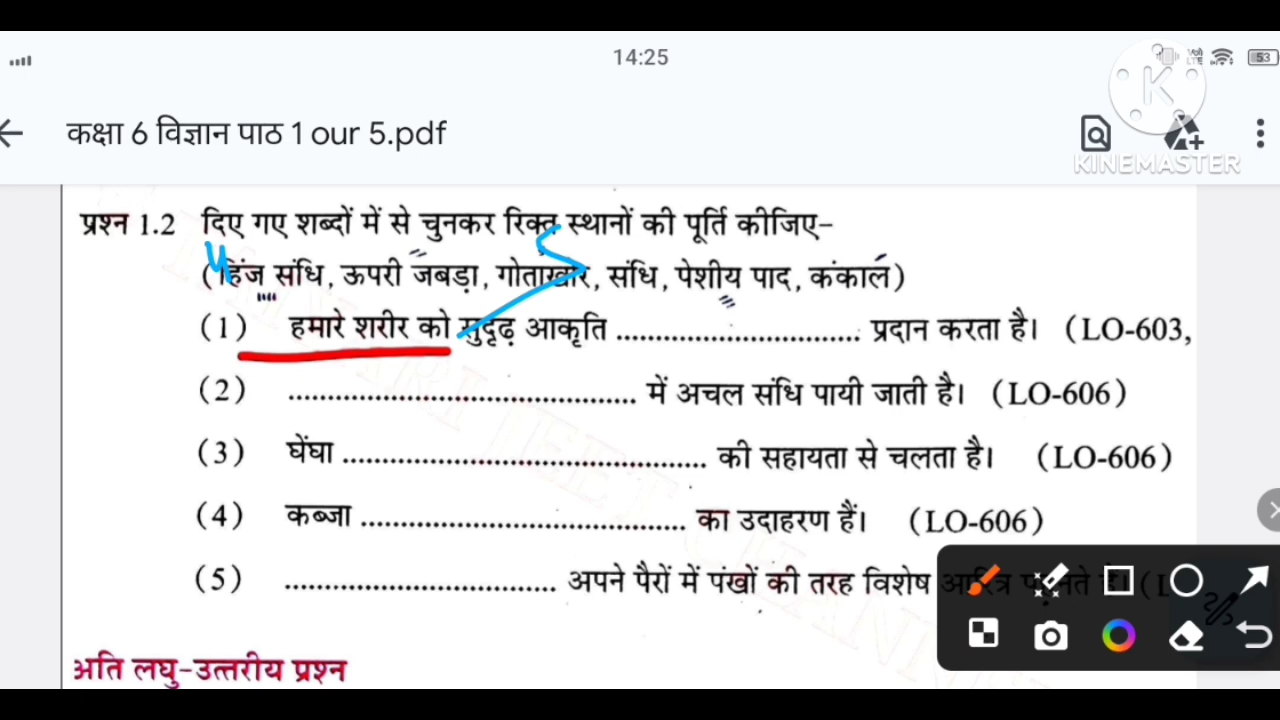 14:25
53
कक्षा 6 विज्ञान पाठ 1 our 5.pdf
KINEMASTER
प्रश्न 1.2 दिए गए शब्दों में से चुनकर रिक्त स्थानों की पूर्ति कीजिए–
(हिंज संधि, ऊपरी जबड़ा, गोताखोर, संधि, पेशीय पाद, कंकाल)
(1) हमारे शरीर को सुदृढ़ आकृति ............................... प्रदान करता है। (LO-603,
(2) ............................................ में अचल संधि पायी जाती है। (LO-606)
(3) घेंघा .............................................. की सहायता से चलता है। (LO-606)
(4) कब्जा ......................................... का उदाहरण हैं। (LO-606)
(5) .................................. अपने पैरों में पंखों की तरह विशेष
अति लघु-उत्तरीय प्रश्न